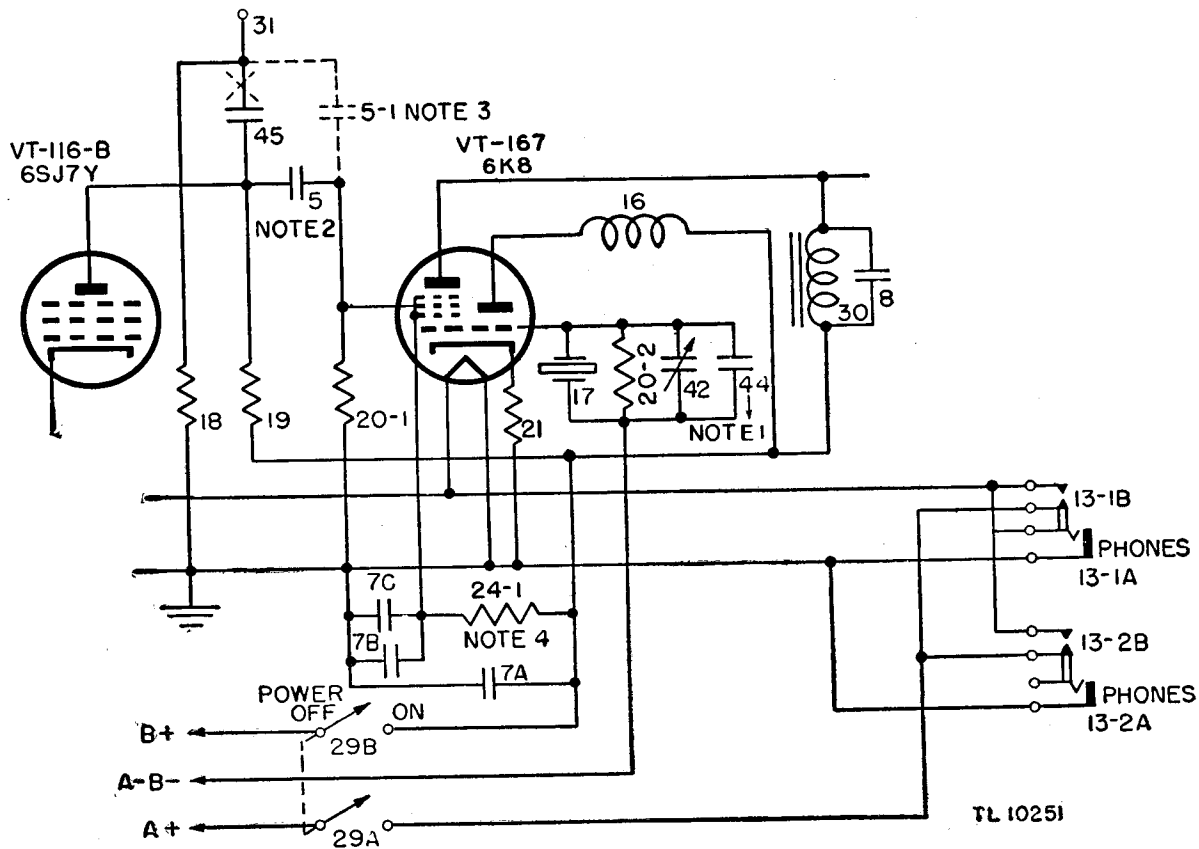 31
5-1 NOTE 3
45
VT-116-B
6SJ7Y
VT-167
6K8
5
NOTE 2
16
8
30
17
20-2
42
44
NOTE 1
18
19
20-1
21
13-1B
PHONES
13-1A
7C
24-1
NOTE 4
7B
7A
13-2B
PHONES
13-2A
POWER
OFF
ON
B+
29B
A-B-
A+
29A
TL 10251